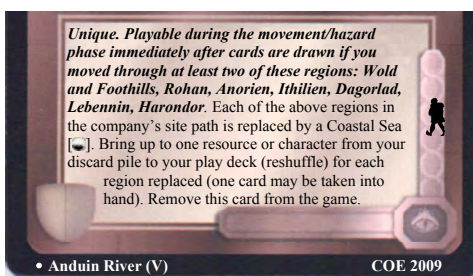 Unique. Playable during the movement/hazard
phase immediately after cards are drawn if you
moved through at least two of these regions: Wold
and Foothills, Rohan, Anorien, Ithilien, Dagorlad,
Lebennin, Harondor. Each of the above regions in
the company's site path is replaced by a Coastal Sea
[]. Bring up to one resource or character from your
discard pile to your play deck (reshuffle) for each
region replaced (one card may be taken into
hand). Remove this card from the game.
• Anduin River (V) COE 2009